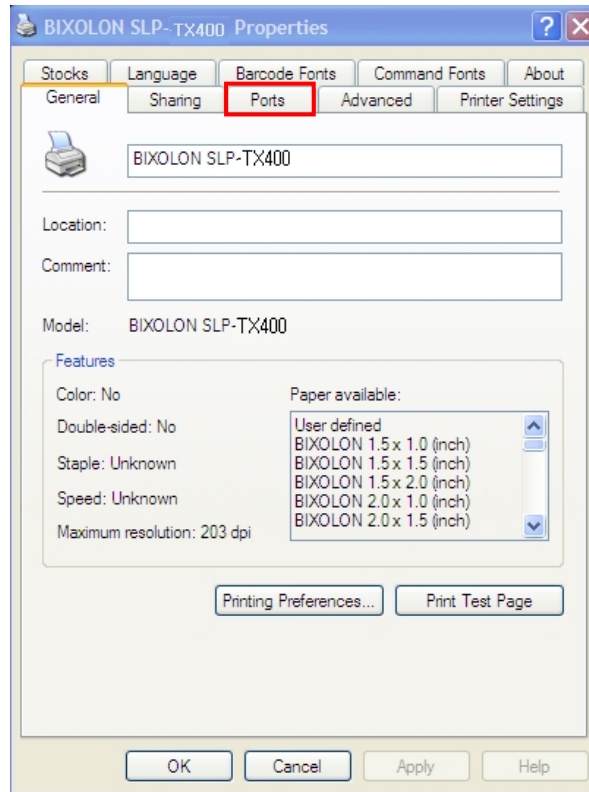 BIXOLON SLP-TX400 Properties
Stocks Language Barcode Fonts Command Fonts About
General Sharing Ports Advanced Printer Settings
BIXOLON SLP-TX400
Location:
Comment:
Model: BIXOLON SLP-TX400
Features
Color: No
Double-sided: No
Staple: Unknown
Speed: Unknown
Maximum resolution: 203 dpi
Paper available:
User defined
BIXOLON 1.5 x 1.0 (inch)
BIXOLON 1.5 x 1.5 (inch)
BIXOLON 1.5 x 2.0 (inch)
BIXOLON 2.0 x 1.0 (inch)
BIXOLON 2.0 x 1.5 (inch)
Printing Preferences... Print Test Page
OK Cancel Apply Help